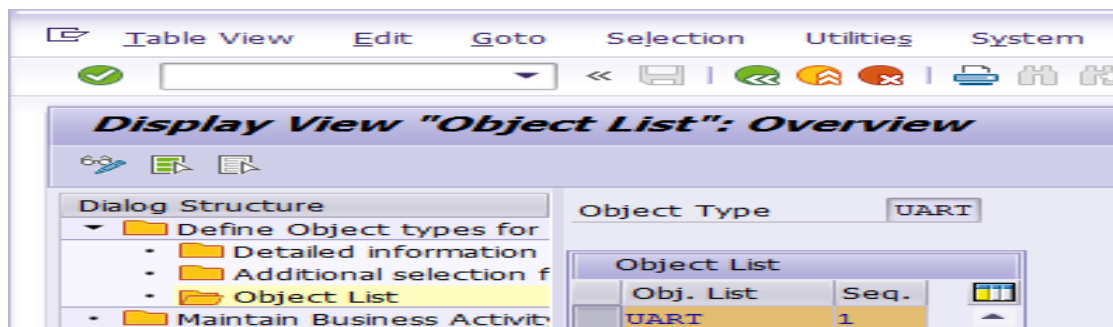 Table View Edit Goto Selection Utilities System
Display View "Object List": Overview
Dialog Structure
Define Object types for
Detailed information
Additional selection f
Object List
Maintain Business Activit
Object Type UART
Object List
Obj. List Seq.
UART 1